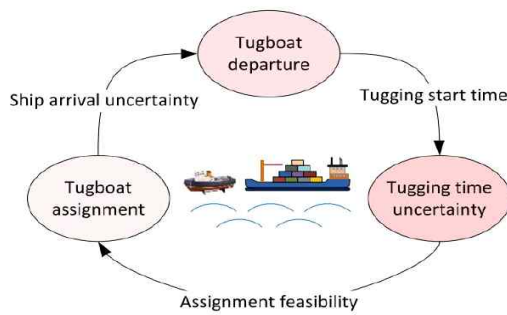 Tugboat
departure
Ship arrival uncertainty
Tugging start time
Tugboat
assignment
Tugging time
uncertainty
Assignment feasibility